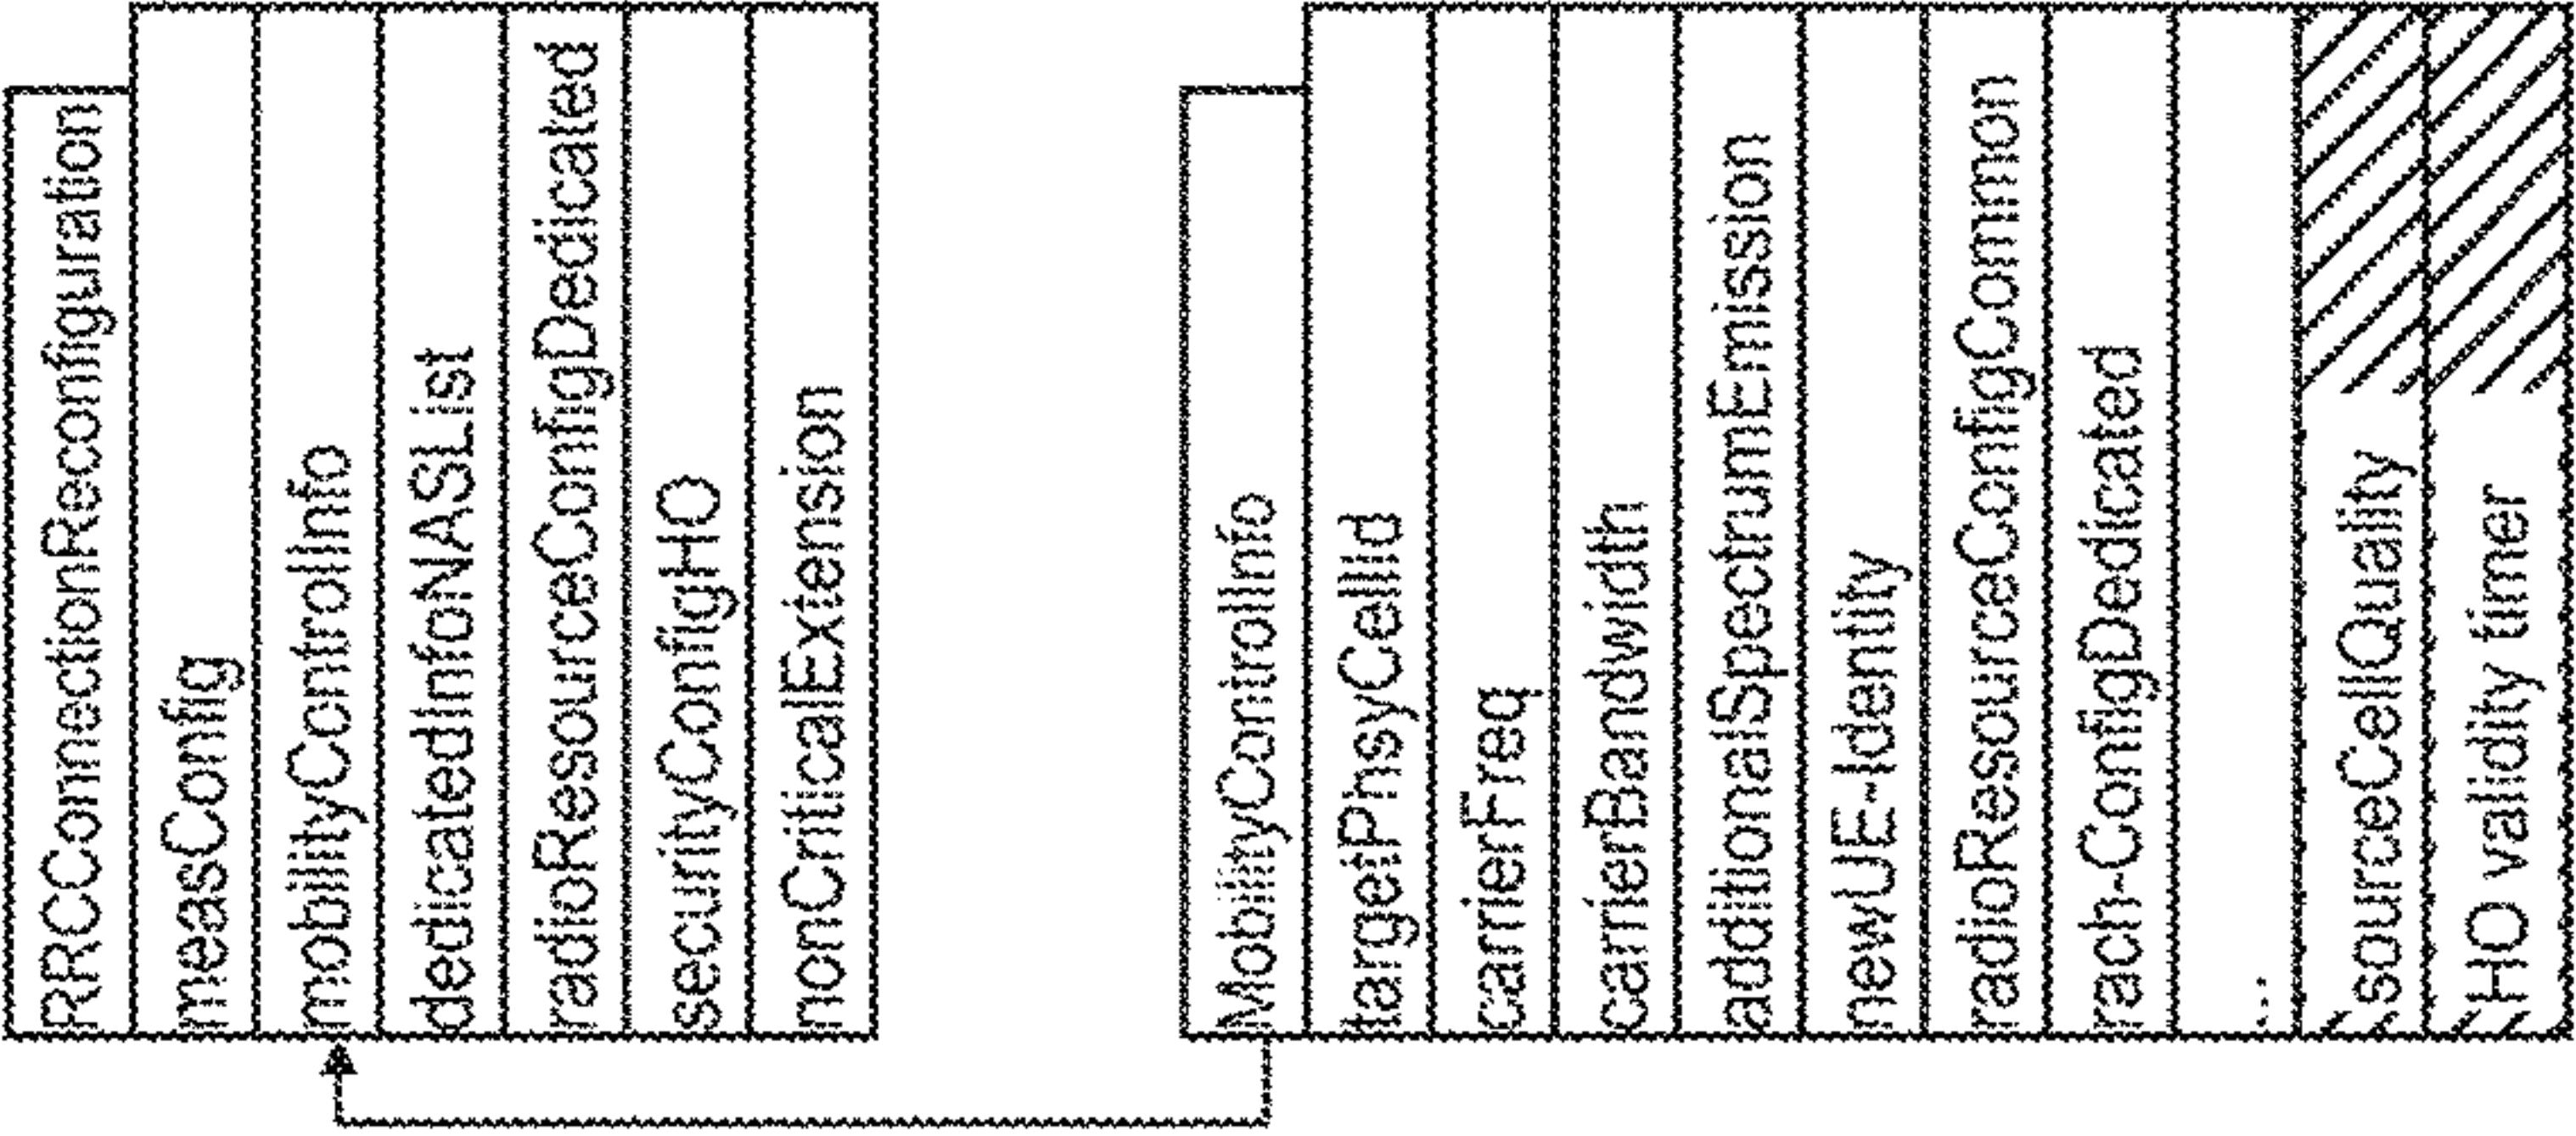 RRCConnectionReconfiguration
measConfig
mobilityControlInfo
dedicatedInfoNASList
radioResourceConfigDedicated
securityConfigHO
nonCriticalExtension
MobilityControlInfo
targetPhsyCellId
carrierFreq
carrierBandwidth
additionalSpectrumEmission
newUE-Identity
radioResourceConfigCommon
rach-ConfigDedicated
...
sourceCellQuality
HO validity timer